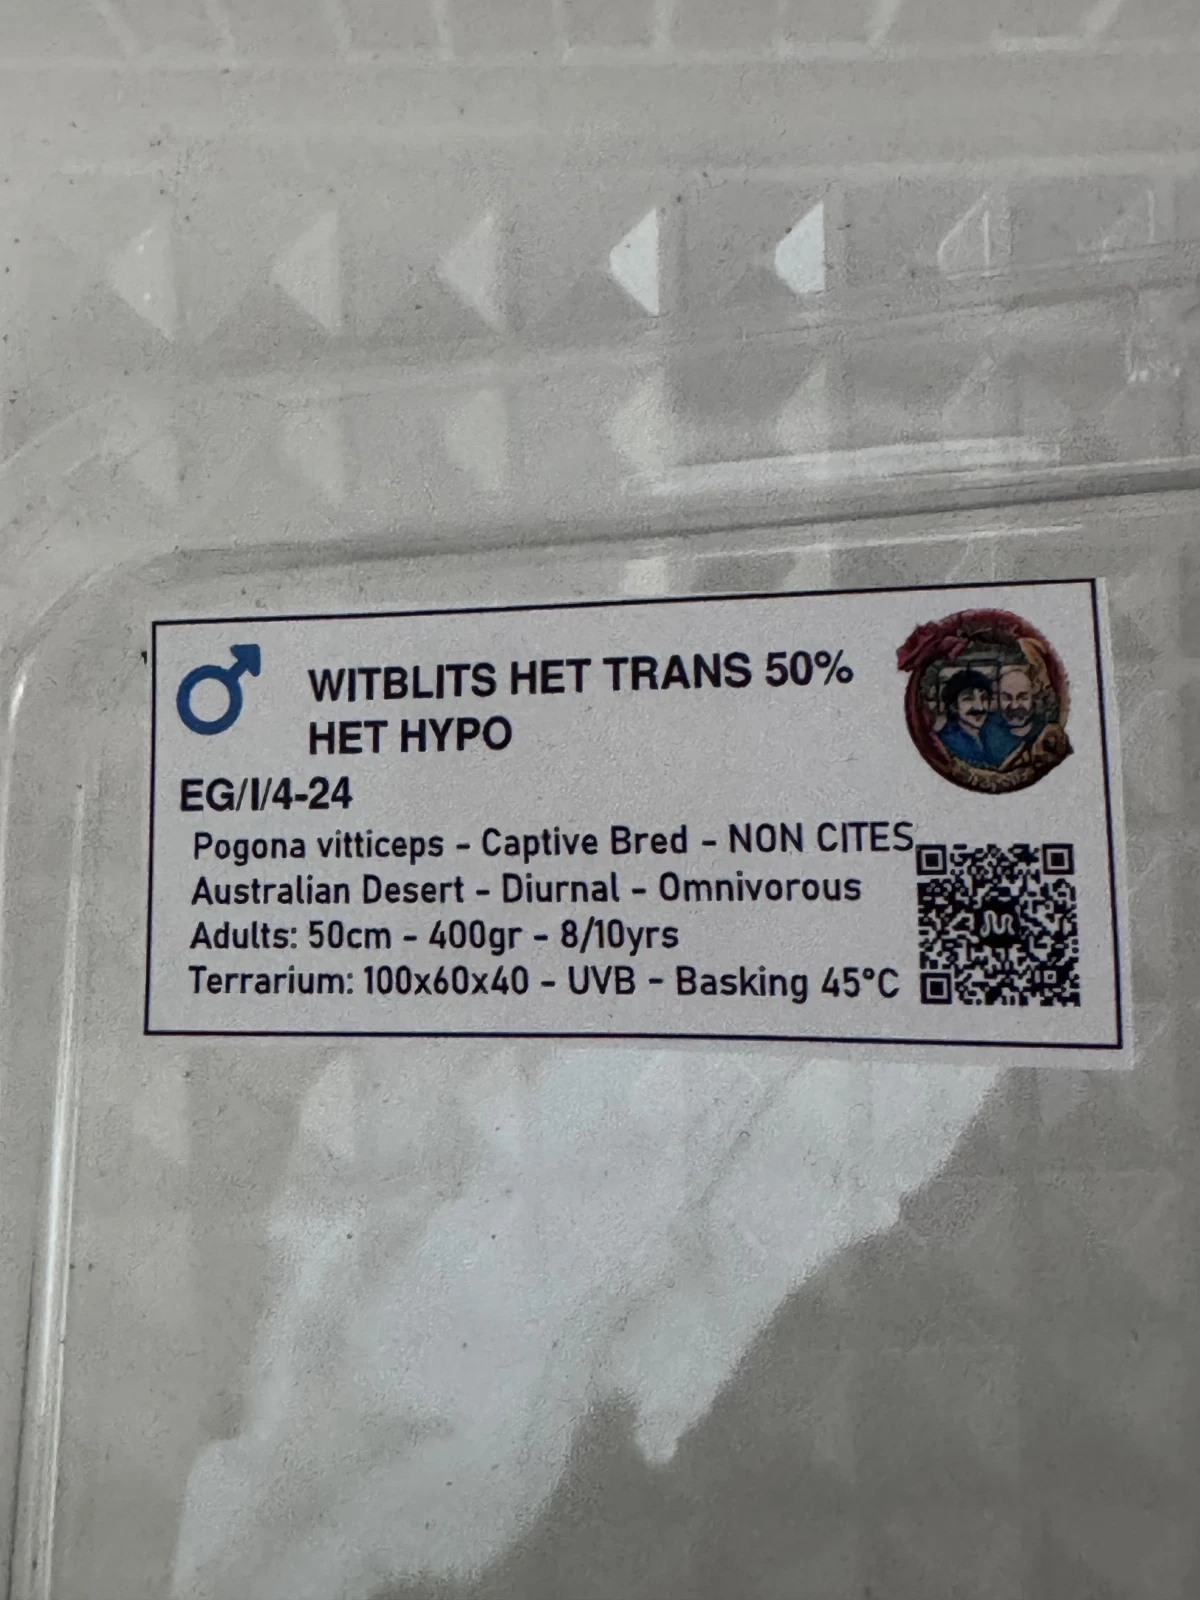 WITBLITS HET TRANS 50%
HET HYPO
EG/I/4-24
Pogona vitticeps - Captive Bred - NON CITES
Australian Desert - Diurnal - Omnivorous
Adults: 50cm - 400gr - 8/10yrs
Terrarium: 100x60x40 - UVB - Basking 45°C